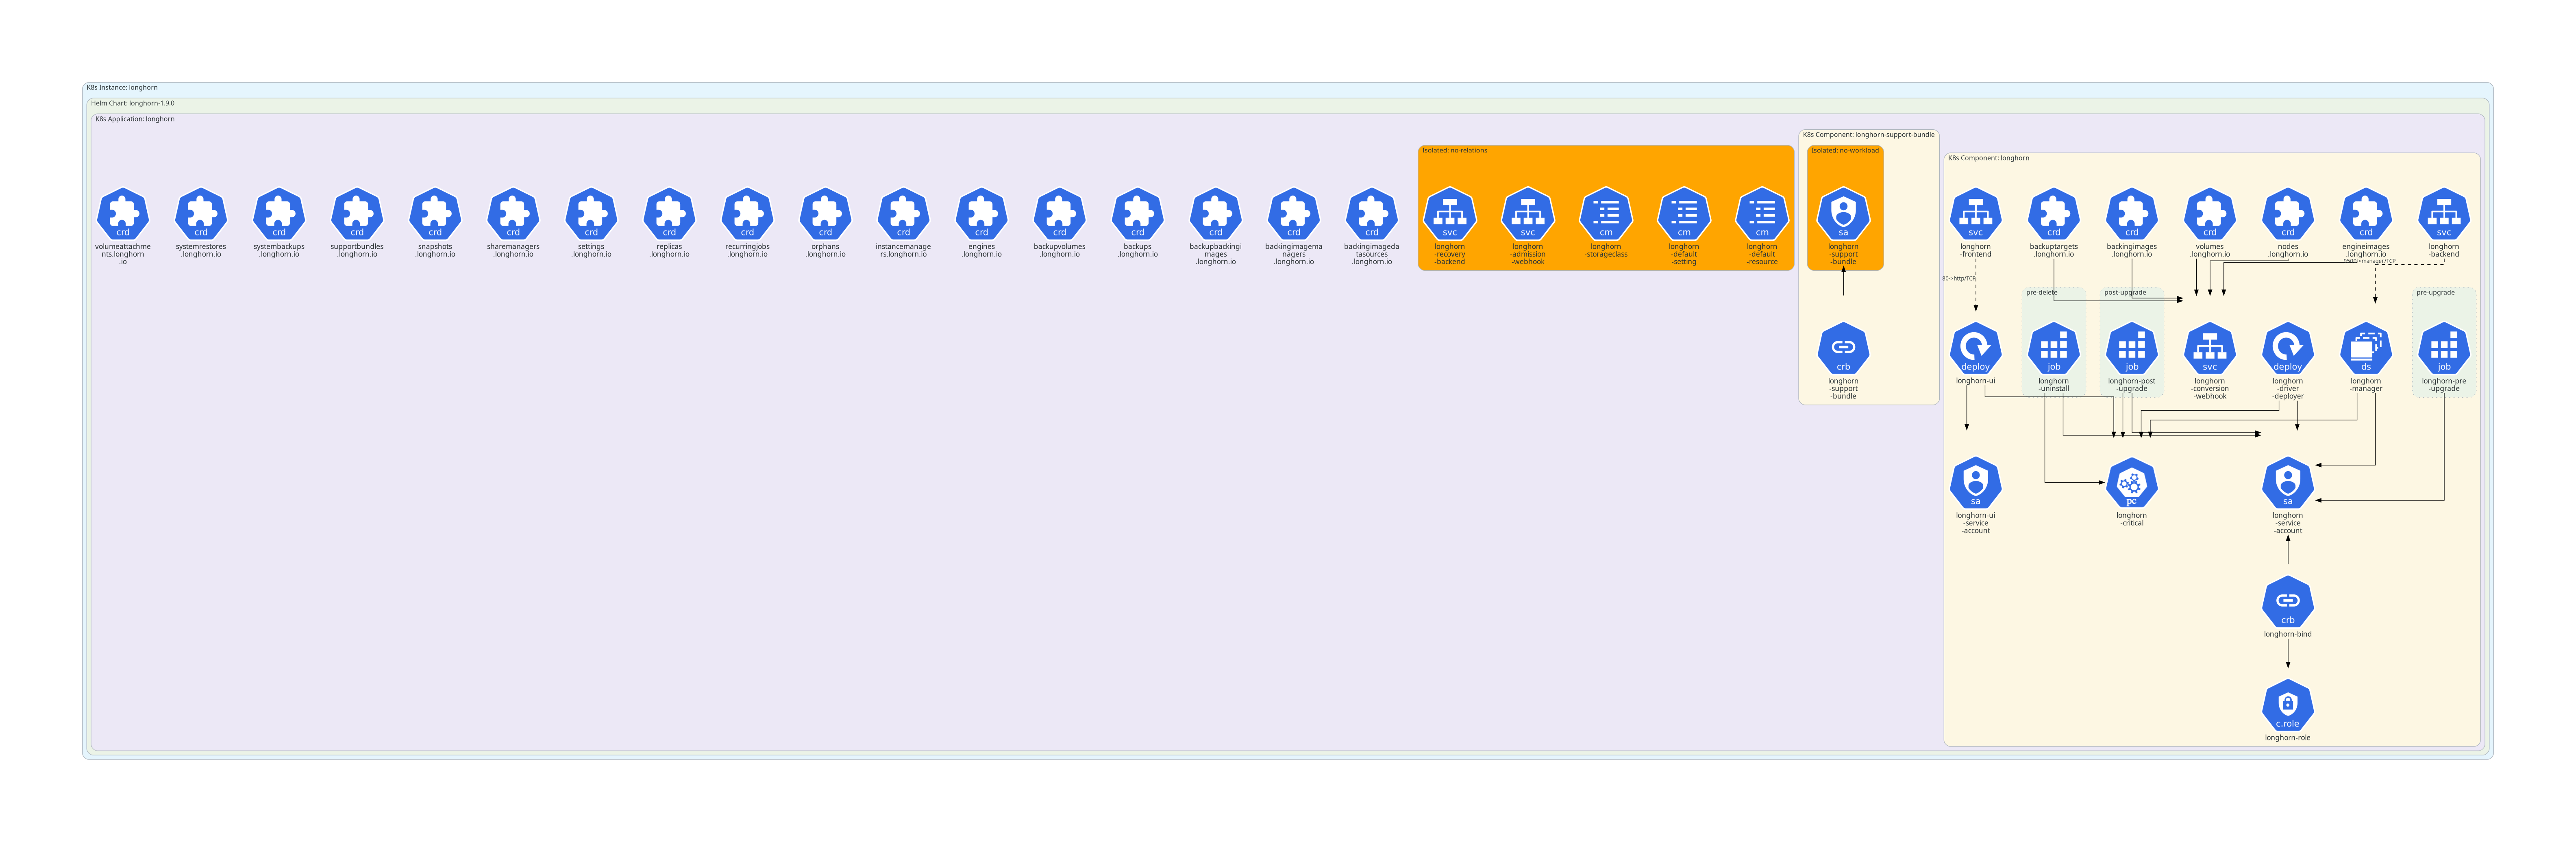 K8s Instance: longhorn
Helm Chart: longhorn-1.9.0
K8s Application: longhorn
crd
volumeattachme
nts.longhorn
.io
crd
systemrestores
.longhorn.io
crd
systembackups
.longhorn.io
crd
supportbundles
.longhorn.io
crd
snapshots
.longhorn.io
crd
sharemanagers
.longhorn.io
crd
settings
.longhorn.io
crd
replicas
.longhorn.io
crd
recurringjobs
.longhorn.io
crd
orphans
.longhorn.io
crd
instancemanage
rs.longhorn.io
crd
engines
.longhorn.io
crd
backupvolumes
.longhorn.io
crd
backups
.longhorn.io
crd
backupbackingi
mages
.longhorn.io
crd
backingimagema
nagers
.longhorn.io
crd
backingimageda
tasources
.longhorn.io
Isolated: no-relations
svc
longhorn
-recovery
-backend
svc
longhorn
-admission
-webhook
cm
longhorn
-storageclass
cm
longhorn
-default
-setting
cm
longhorn
-default
-resource
K8s Component: longhorn-support-bundle
Isolated: no-workload
sa
longhorn
-support
-bundle
crb
longhorn
-support
-bundle
K8s Component: longhorn
svc
longhorn
-frontend
crd
backuptargets
.longhorn.io
crd
backingimages
.longhorn.io
crd
volumes
.longhorn.io
crd
nodes
.longhorn.io
crd
engineimages
.longhorn.io
svc
longhorn
-backend
80->http/TCP
9500->manager/TCP
pre-delete
post-upgrade
pre-upgrade
deploy
longhorn-ui
job
longhorn
-uninstall
job
longhorn-post
-upgrade
svc
longhorn
-conversion
-webhook
deploy
longhorn
-driver
-deployer
ds
longhorn
-manager
job
longhorn-pre
-upgrade
sa
longhorn-ui
-service
-account
pc
longhorn
-critical
sa
longhorn
-service
-account
crb
longhorn-bind
c.role
longhorn-role